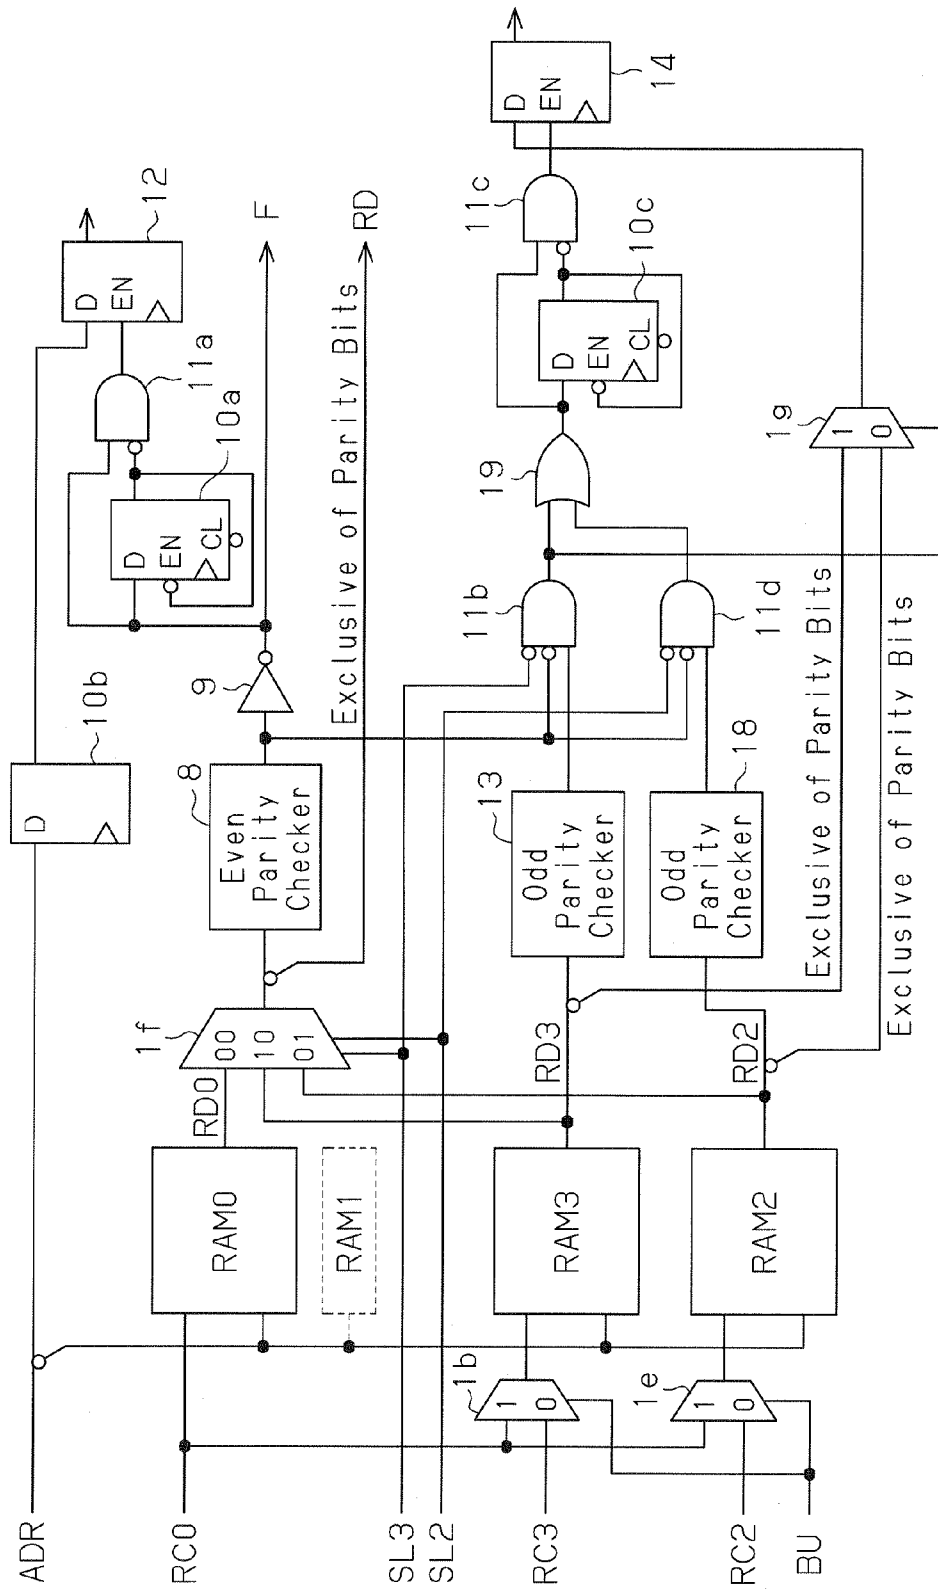 ADR
RC0
SL3
SL2
RC3
RC2
BU
1b
1
0
1e
1
0
RAM0
RAM1
RAM3
RAM2
RD0
RD3
RD2
1f
00
10
01
8
Even
Parity
Checker
13
Odd
Parity
Checker
18
Odd
Parity
Checker
10b
D
9
10a
D
EN
CL
11a
12
D
EN
F
RD
Exclusive of Parity Bits
11b
11d
19
10c
D
EN
CL
11c
14
D
EN
1g
1
0
Exclusive of Parity Bits
Exclusive of Parity Bits